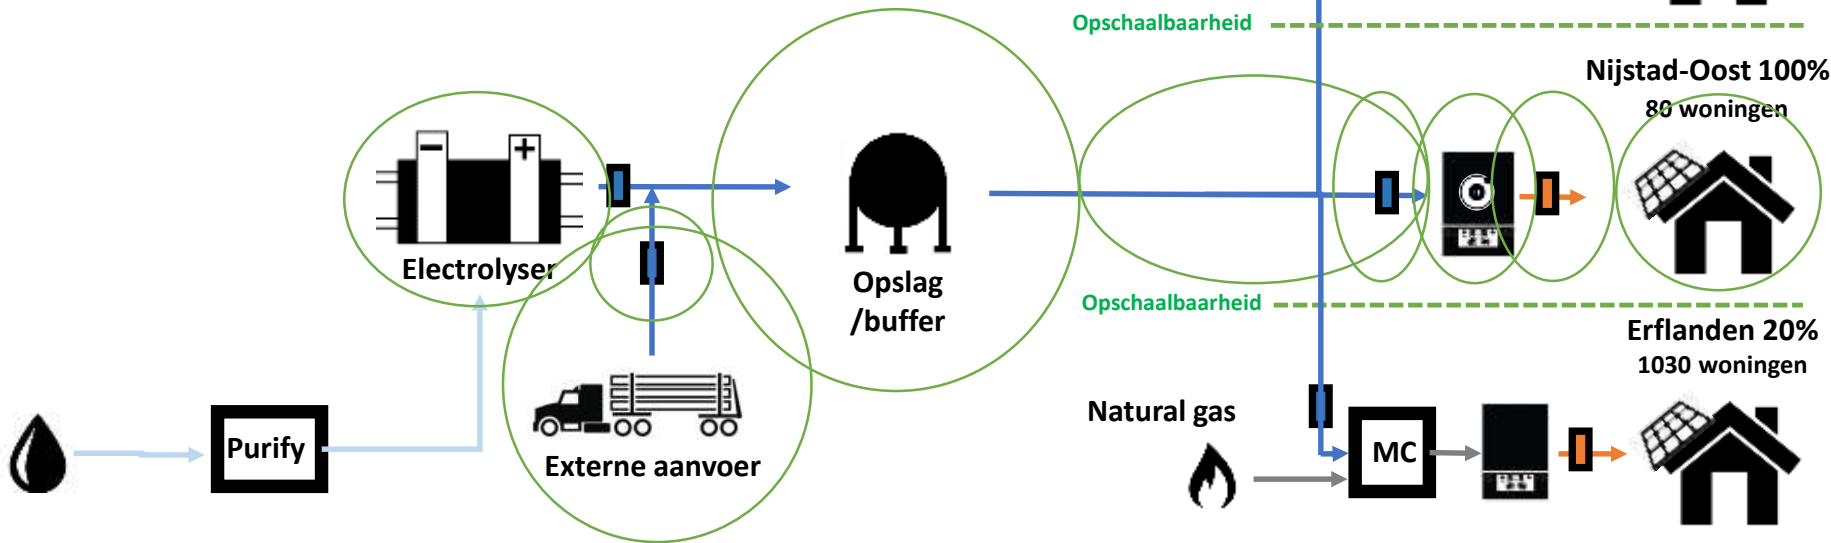 Opschaalbaarheid
Nijstad-Oost 100%
80 woningen
Electrolyser
Opslag
/buffer
Opschaalbaarheid
Erflanden 20%
1030 woningen
Natural gas
Purify
MC
Externe aanvoer